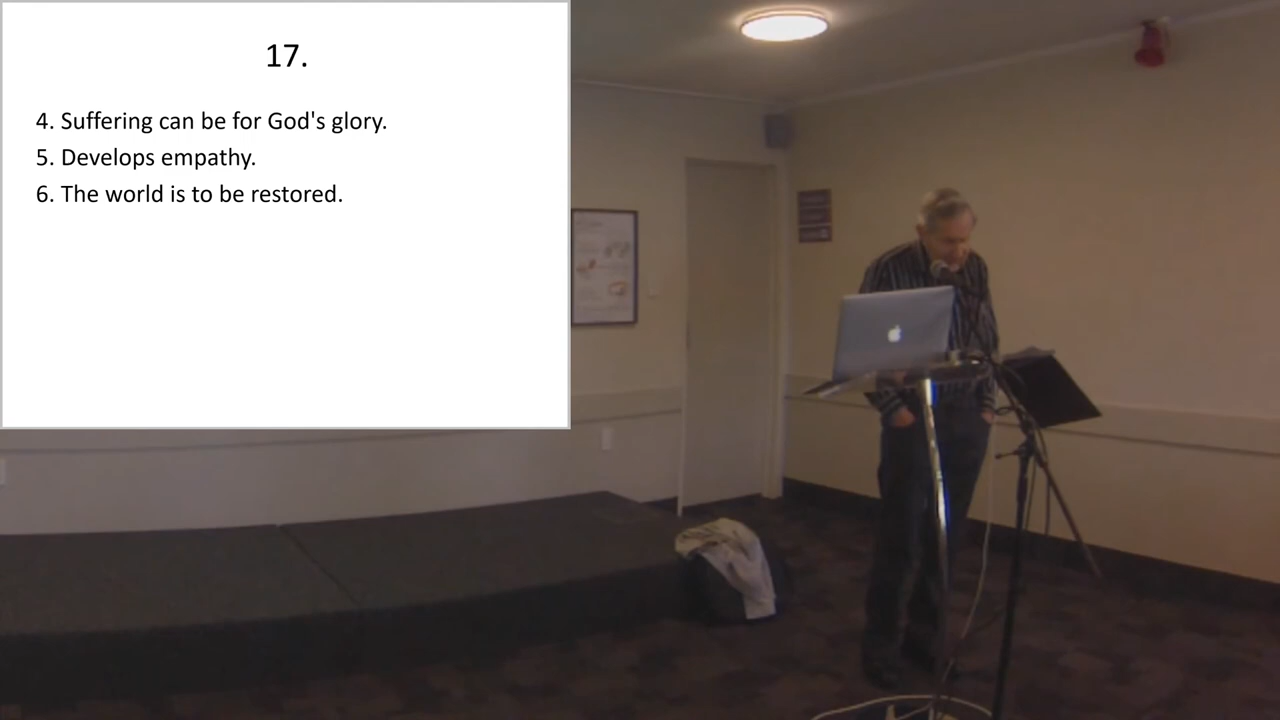 17.
4. Suffering can be for God's glory.
5. Develops empathy.
6. The world is to be restored.